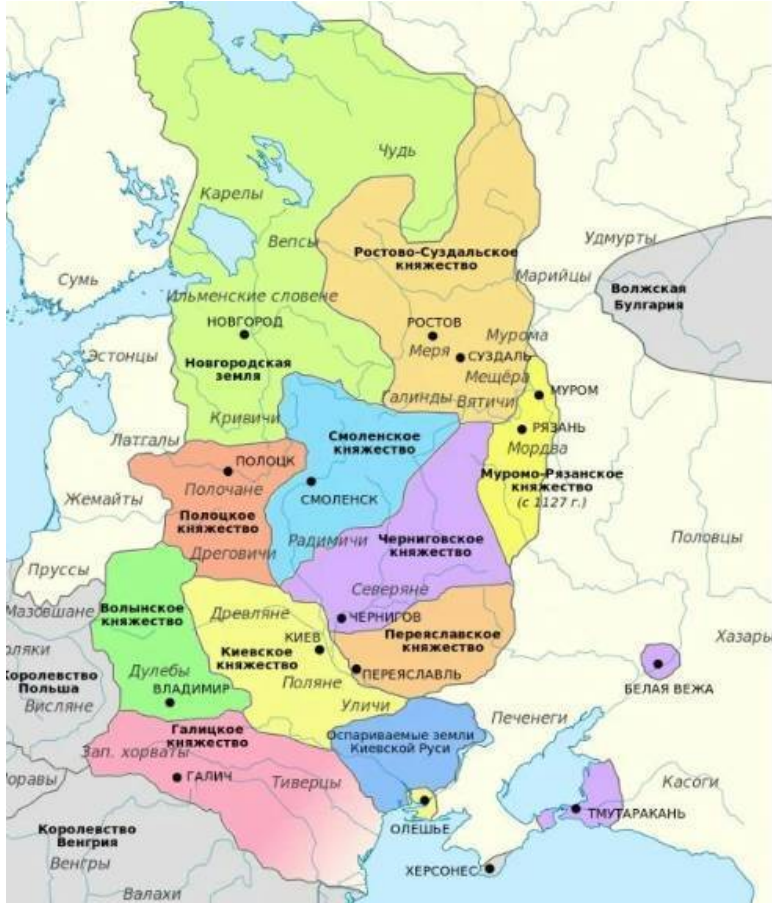 Чудь
Карелы
Вепсы
Удмурты
Ростово-Суздальское
княжество
Марийцы
Волжская
Булгария
Сумь
Ильменские словене
НОВГОРОД
РОСТОВ
Мурома
Меря
СУЗДАЛЬ
Эстонцы
Новгородская
земля
Мещёра
МУРОМ
Галинды
Вятичи
Кривичи
РЯЗАНЬ
Латгалы
Смоленское
княжество
Мордва
ПОЛОЦК
Муромо-Рязанское
княжество
(с 1127 г.)
Полочане
СМОЛЕНСК
Жемайты
Полоцкое
княжество
Радимичи
Черниговское
княжество
Половцы
Дреговичи
Пруссы
Северяне
Мазовшане
Волынское
княжество
Древляне
ЧЕРНИГОВ
КИЕВ
Переяславское
княжество
Хазары
оляки
Киевское
княжество
Королевство
Польша
Дулебы
Поляне
ПЕРЕЯСЛАВЛЬ
БЕЛАЯ ВЕЖА
ВЛАДИМИР
Висляне
Уличи
Печенеги
Галицкое
княжество
Оспариваемые земли
Киевской Руси
Зап. хорваты
оравы
ГАЛИЧ
Тиверцы
Касоги
ТМУТАРАКАНЬ
Королевство
Венгрия
ОЛЕШЬЕ
Венгры
ХЕРСОНЕС
Валахи